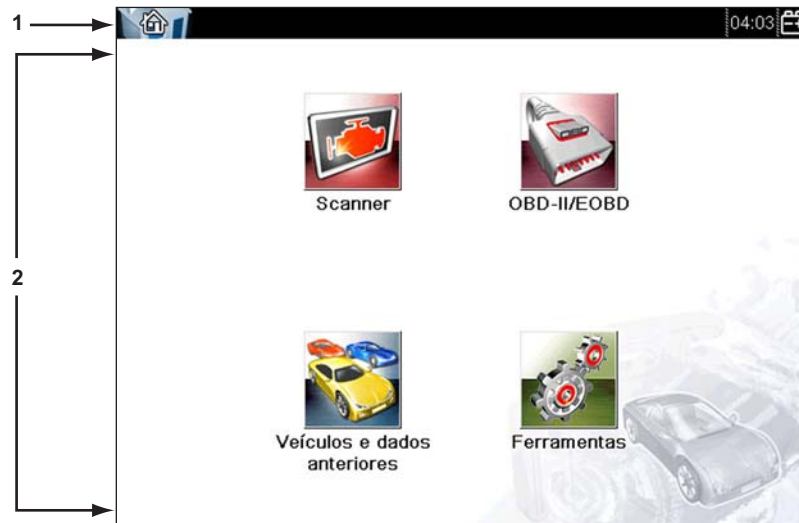 1
04:03
2
Scanner
OBD-II/EOBD
Veículos e dados
anteriores
Ferramentas